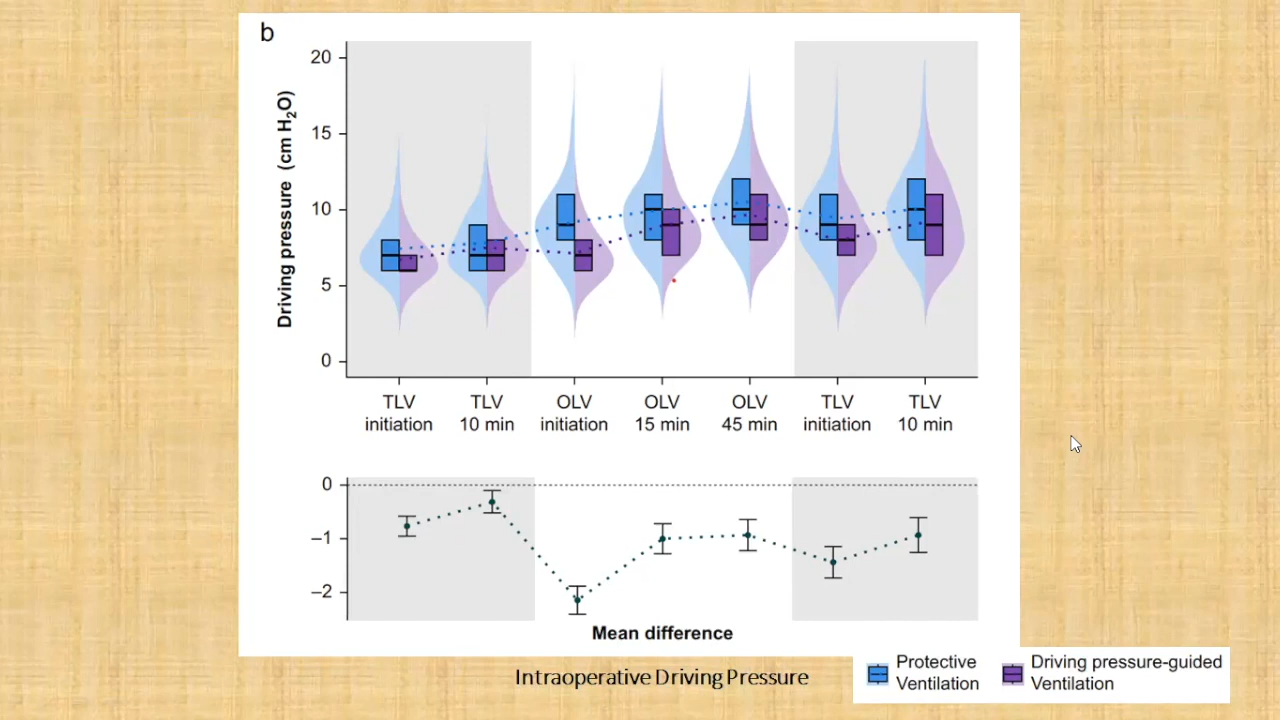 b
Driving pressure (cm H₂O)
20
15
10
5
0
TLV initiation
TLV 10 min
OLV initiation
OLV 15 min
OLV 45 min
TLV initiation
TLV 10 min
0
–1
–2
Mean difference
Intraoperative Driving Pressure
Protective
Ventilation
Driving pressure-guided
Ventilation